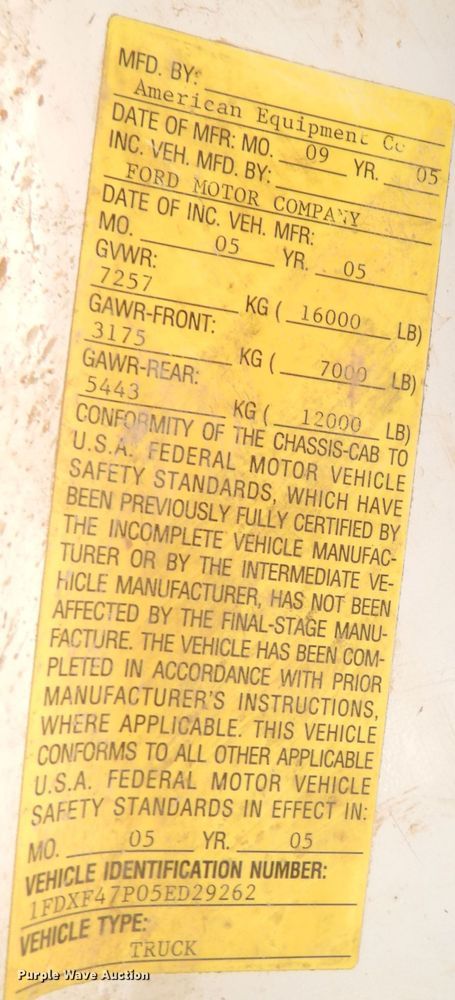 MFD. BY:
American Equipment Co
DATE OF MFR: MO. 09 YR. 05
INC. VEH. MFD. BY:
FORD MOTOR COMPANY
DATE OF INC. VEH. MFR:
MO. 05 YR. 05
GVWR:
7257 KG ( 16000 LB)
GAWR-FRONT:
3175 KG ( 7000 LB)
GAWR-REAR:
5443 KG ( 12000 LB)
CONFORMITY OF THE CHASSIS-CAB TO
U.S.A. FEDERAL MOTOR VEHICLE
SAFETY STANDARDS, WHICH HAVE
BEEN PREVIOUSLY FULLY CERTIFIED BY
THE INCOMPLETE VEHICLE MANUFAC-
TURER OR BY THE INTERMEDIATE VE-
HICLE MANUFACTURER, HAS NOT BEEN
AFFECTED BY THE FINAL-STAGE MANU-
FACTURE. THE VEHICLE HAS BEEN COM-
PLETED IN ACCORDANCE WITH PRIOR
MANUFACTURER'S INSTRUCTIONS,
WHERE APPLICABLE. THIS VEHICLE
CONFORMS TO ALL OTHER APPLICABLE
U.S.A. FEDERAL MOTOR VEHICLE
SAFETY STANDARDS IN EFFECT IN:
MO. 05 YR. 05
VEHICLE IDENTIFICATION NUMBER:
1FDXF47P05ED29262
VEHICLE TYPE:
TRUCK
Purple Wave Auction